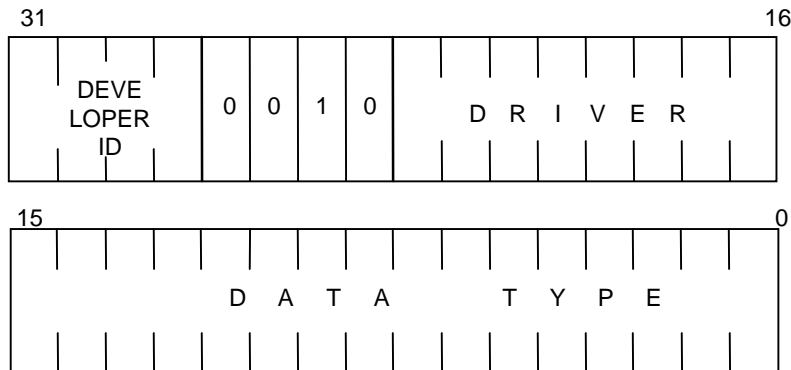 31 16
DEVE
LOPER
ID
0 0 1 0
D R I V E R
15 0
D A T A T Y P E